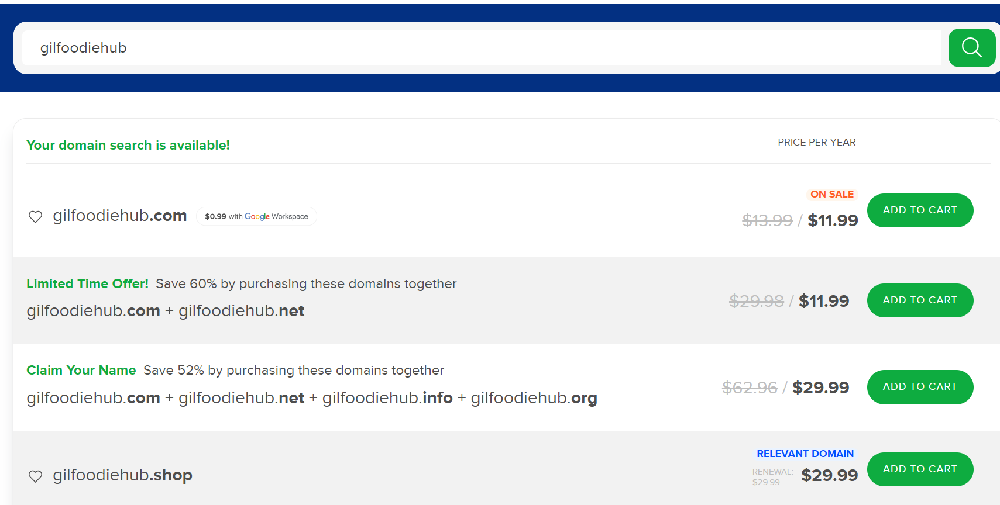 gilfoodiehub
Your domain search is available!
PRICE PER YEAR
ON SALE
gilfoodiehub.com
$0.99 with Google Workspace
$13.99 / $11.99
ADD TO CART
Limited Time Offer! Save 60% by purchasing these domains together
gilfoodiehub.com + gilfoodiehub.net
$29.98 / $11.99
ADD TO CART
Claim Your Name Save 52% by purchasing these domains together
gilfoodiehub.com + gilfoodiehub.net + gilfoodiehub.info + gilfoodiehub.org
$62.96 / $29.99
ADD TO CART
RELEVANT DOMAIN
gilfoodiehub.shop
RENEWAL:
$29.99
$29.99
ADD TO CART